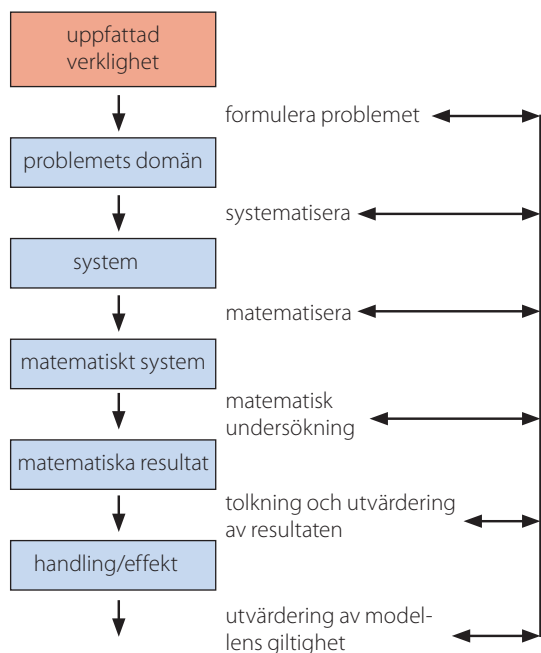 uppfattad
verklighet
formulera problemet
problemets domän
systematisera
system
matematisera
matematiskt system
matematisk
undersökning
matematiska resultat
tolkning och utvärdering
av resultaten
handling/effekt
utvärdering av model-
lens giltighet